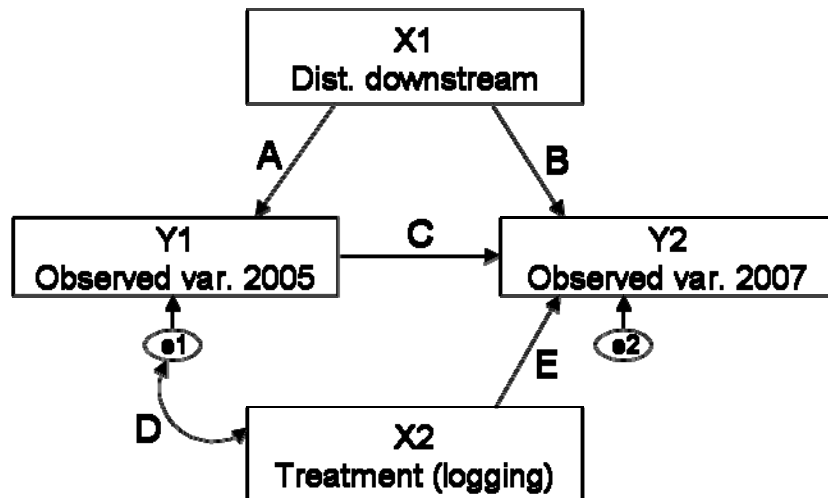 X1
Dist. downstream
A
B
Y1
Observed var. 2005
C
Y2
Observed var. 2007
e1
e2
E
D
X2
Treatment (logging)